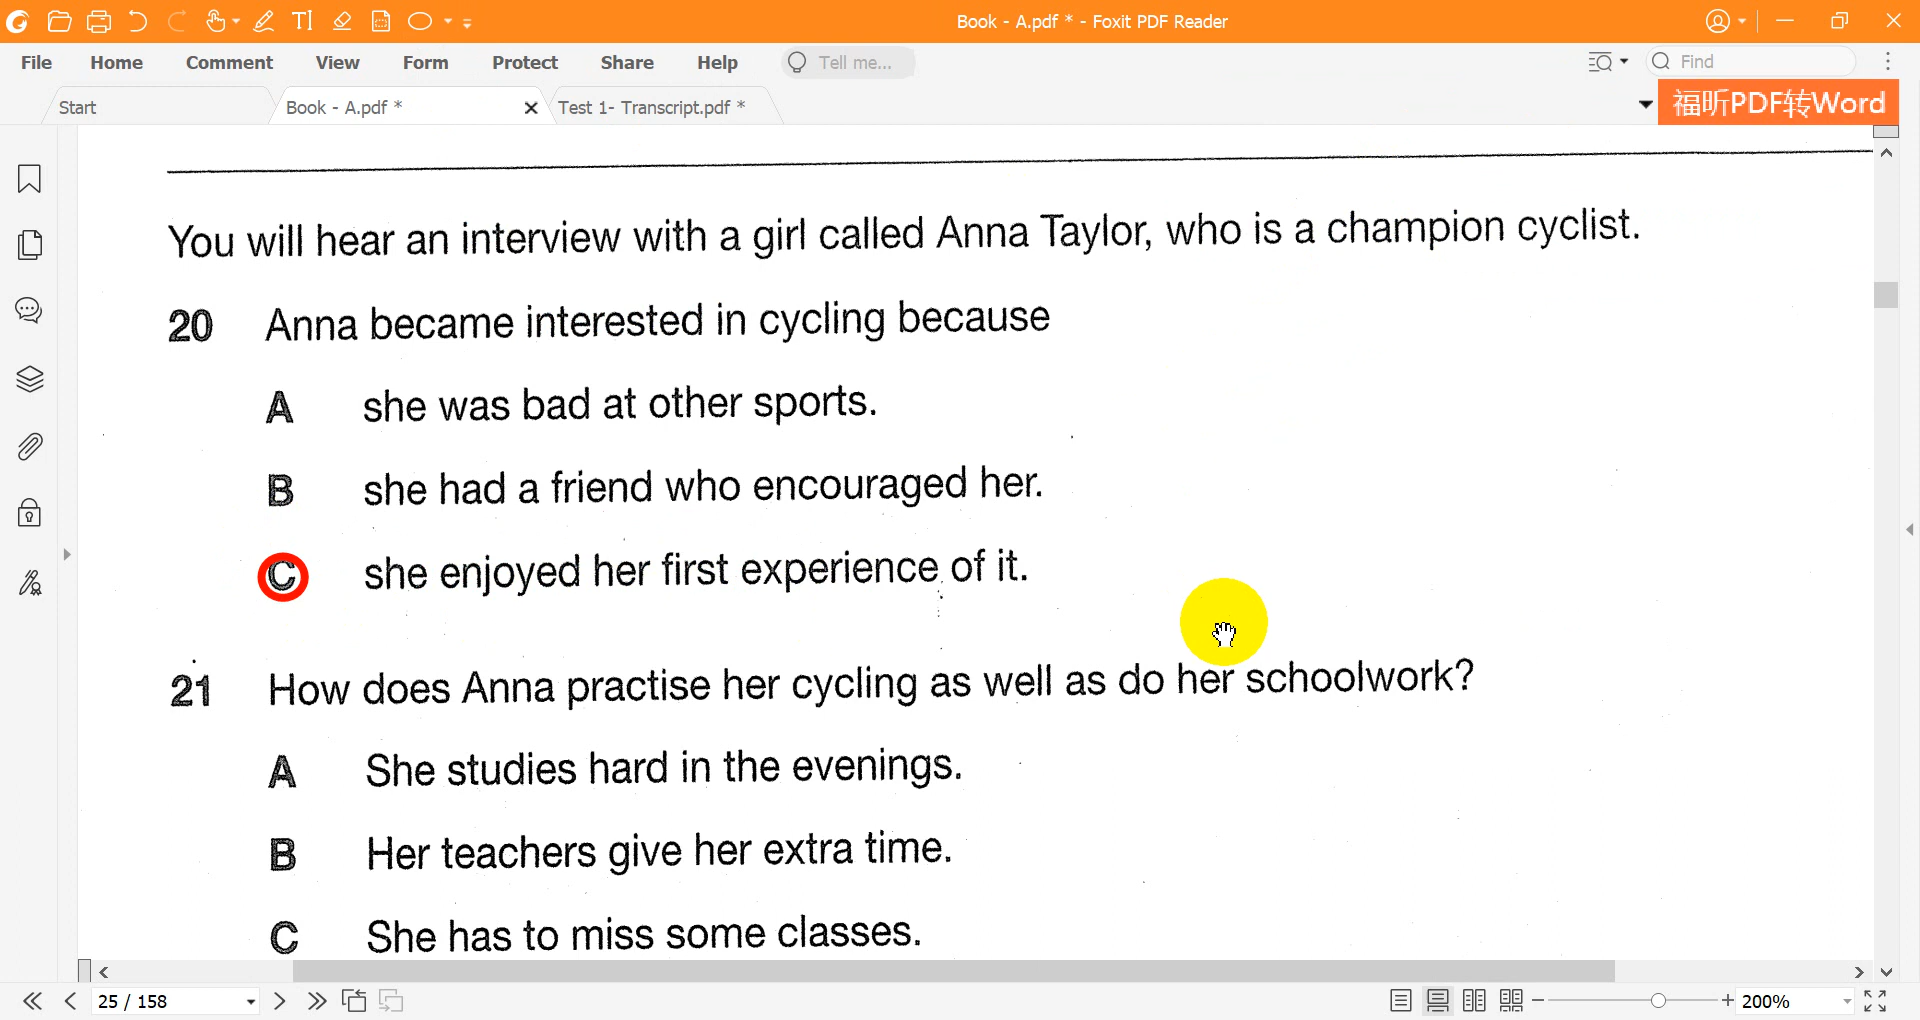 Book - A.pdf * - Foxit PDF Reader
File Home Comment View Form Protect Share Help Tell me... Find
Start Book - A.pdf * Test 1- Transcript.pdf * 福昕PDF转Word
You will hear an interview with a girl called Anna Taylor, who is a champion cyclist.
20 Anna became interested in cycling because
A she was bad at other sports.
B she had a friend who encouraged her.
C she enjoyed her first experience of it.
21 How does Anna practise her cycling as well as do her schoolwork?
A She studies hard in the evenings.
B Her teachers give her extra time.
C She has to miss some classes.
25 / 158 200%